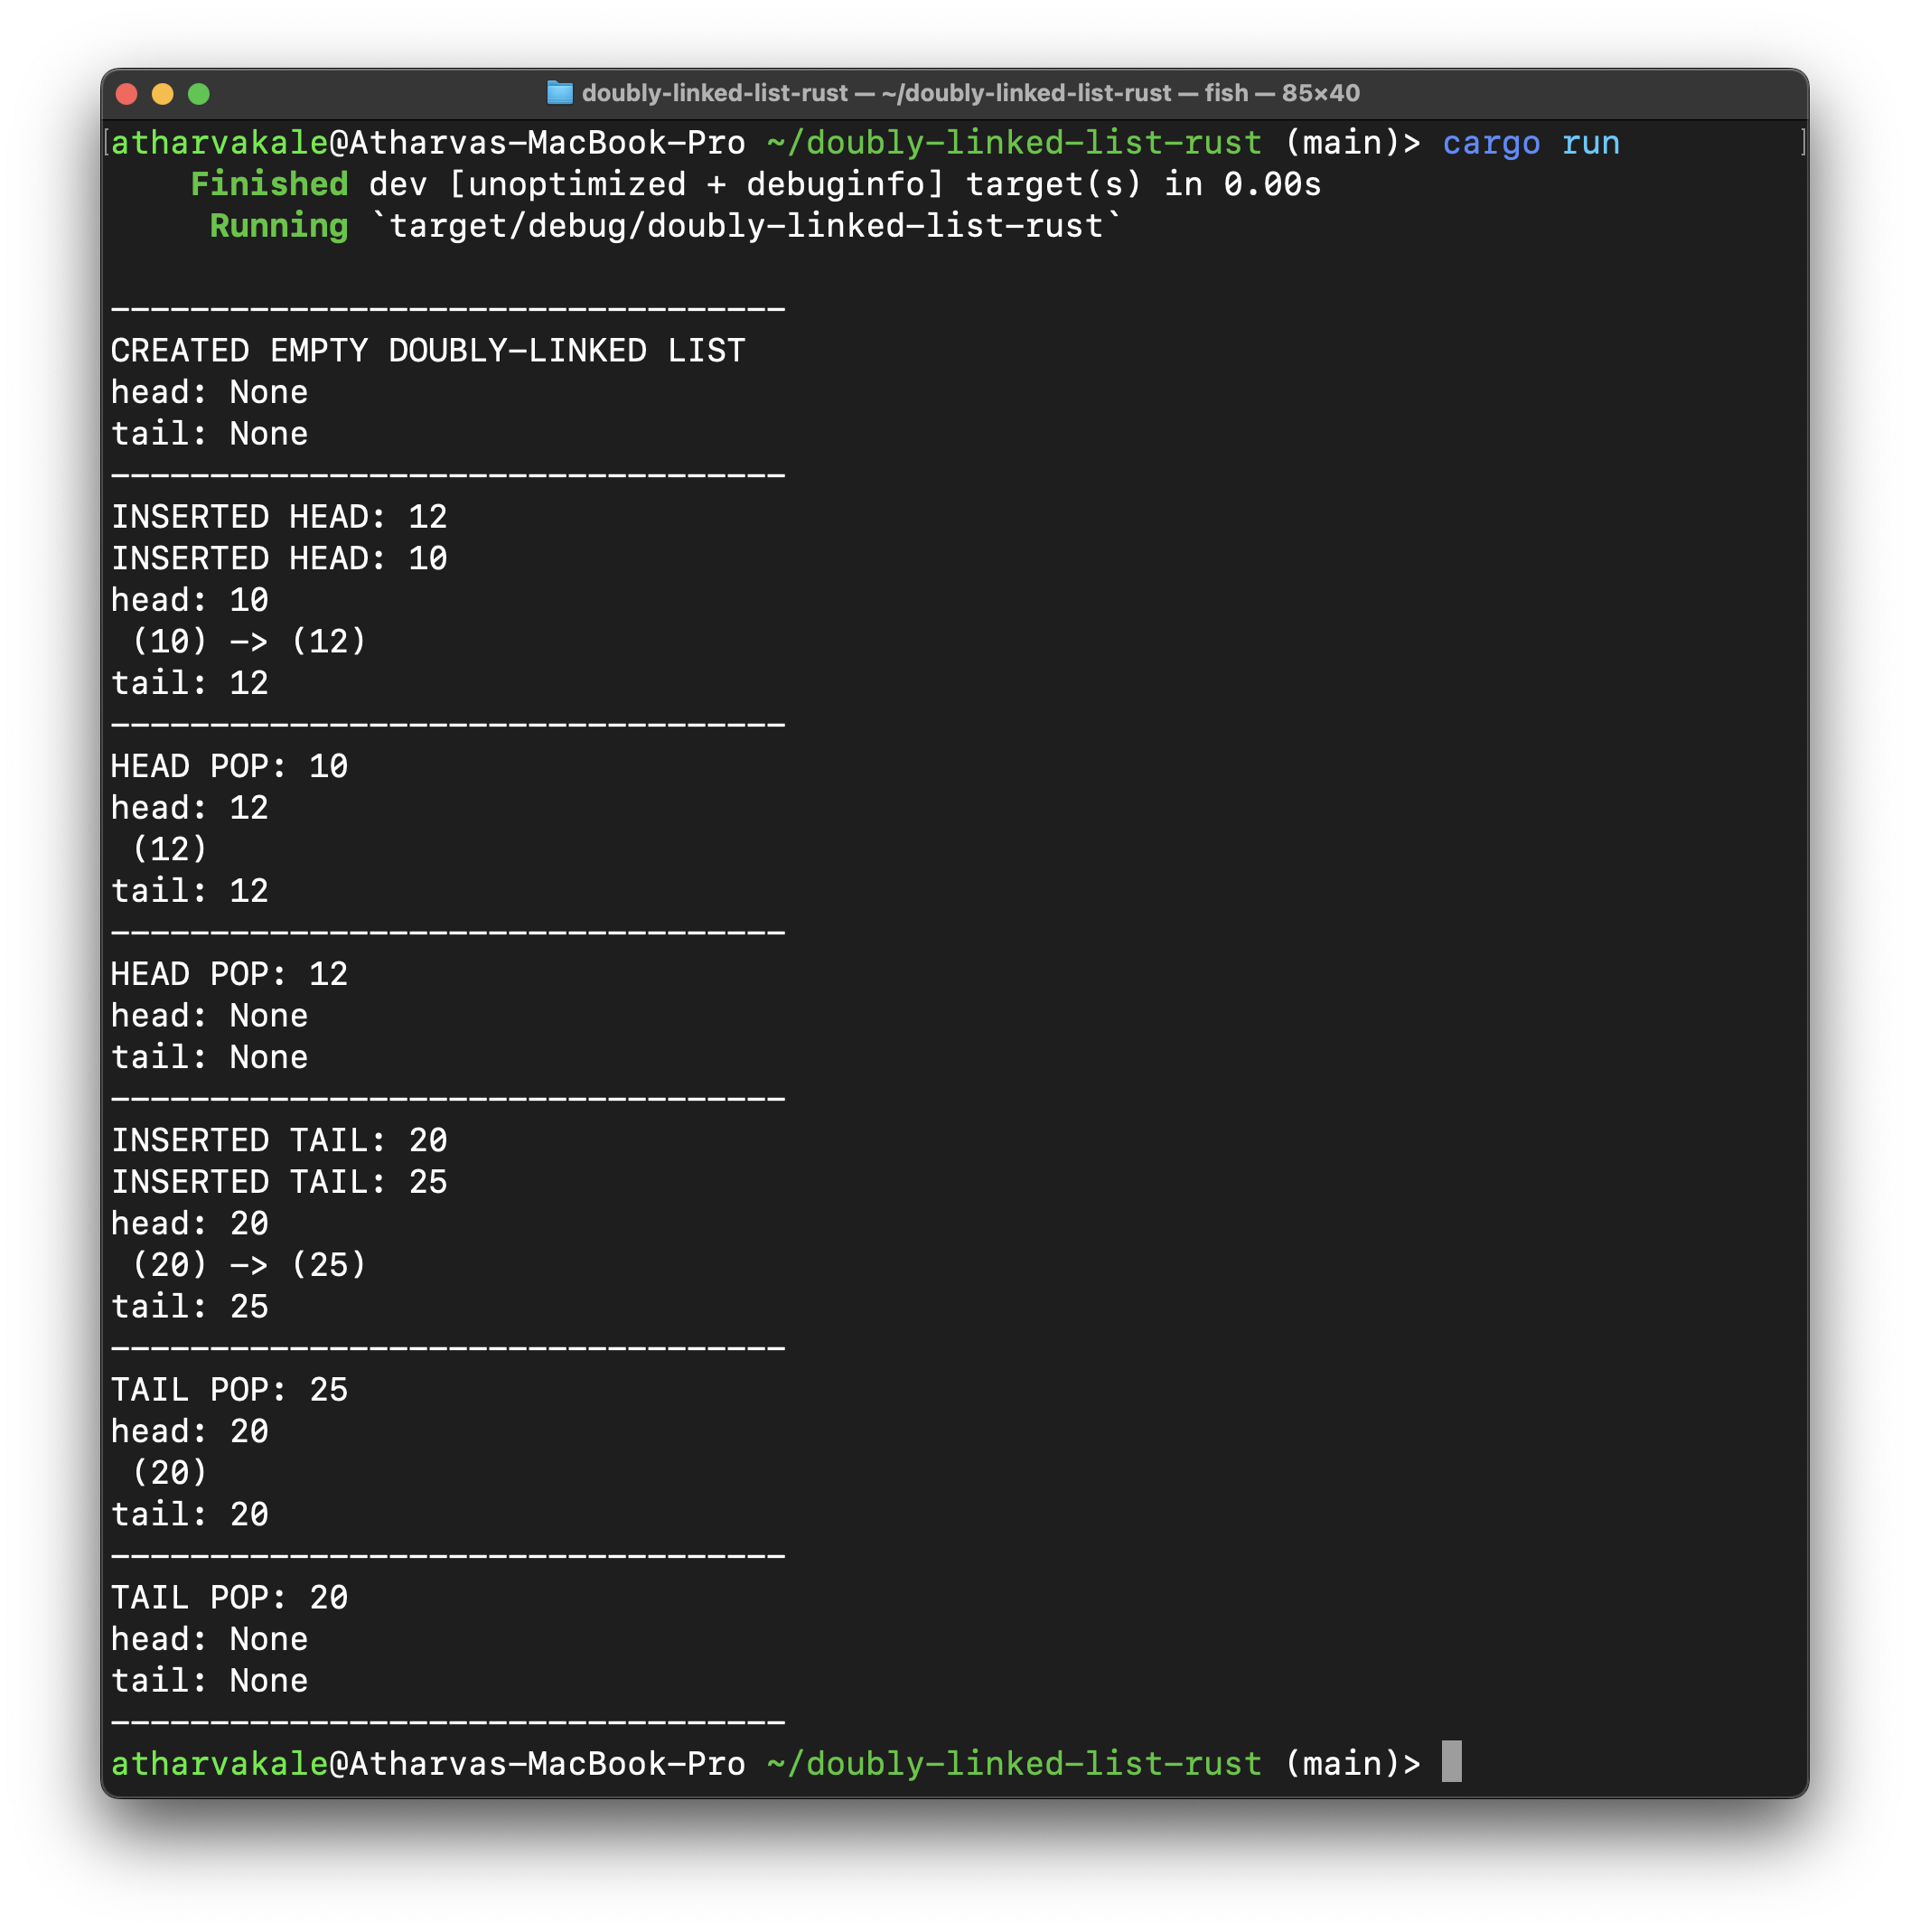 doubly-linked-list-rust — ~/doubly-linked-list-rust — fish — 85×40
[atharvakale@Atharvas-MacBook-Pro ~/doubly-linked-list-rust (main)> cargo run ]
    Finished dev [unoptimized + debuginfo] target(s) in 0.00s
     Running `target/debug/doubly-linked-list-rust`

----------------------------------
CREATED EMPTY DOUBLY-LINKED LIST
head: None
tail: None
----------------------------------
INSERTED HEAD: 12
INSERTED HEAD: 10
head: 10
 (10) -> (12)
tail: 12
----------------------------------
HEAD POP: 10
head: 12
 (12)
tail: 12
----------------------------------
HEAD POP: 12
head: None
tail: None
----------------------------------
INSERTED TAIL: 20
INSERTED TAIL: 25
head: 20
 (20) -> (25)
tail: 25
----------------------------------
TAIL POP: 25
head: 20
 (20)
tail: 20
----------------------------------
TAIL POP: 20
head: None
tail: None
----------------------------------
atharvakale@Atharvas-MacBook-Pro ~/doubly-linked-list-rust (main)>